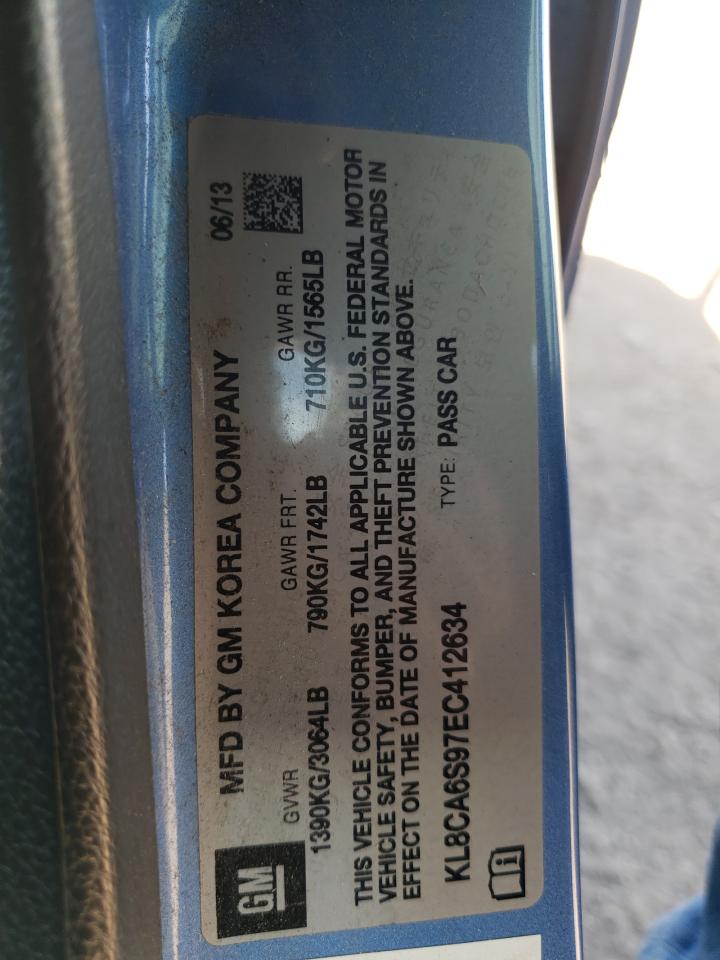 GM
MFD BY GM KOREA COMPANY 06/13
GVWR GAWR FRT. GAWR RR.
1390KG/3064LB 790KG/1742LB 710KG/1565LB
THIS VEHICLE CONFORMS TO ALL APPLICABLE U.S. FEDERAL MOTOR
VEHICLE SAFETY, BUMPER, AND THEFT PREVENTION STANDARDS IN
EFFECT ON THE DATE OF MANUFACTURE SHOWN ABOVE.
KL8CA6S97EC412634 TYPE: PASS CAR